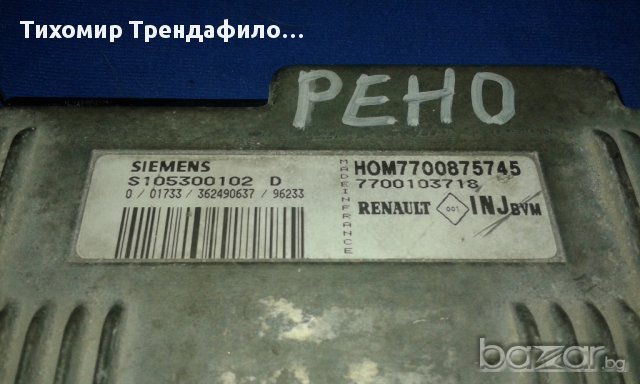 Тихомир Трендафило...
РЕНО
SIEMENS
S105300102 D
0 / 01733 / 362490637 / 96233
MADE IN FRANCE
HOM7700875745
7700103718
RENAULT 001 INJ BVM
bazar.bg